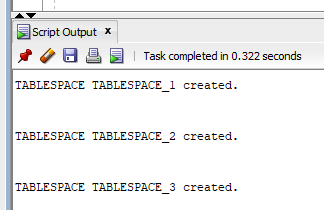 Script Output x
Task completed in 0.322 seconds
TABLESPACE TABLESPACE_1 created.
TABLESPACE TABLESPACE_2 created.
TABLESPACE TABLESPACE_3 created.